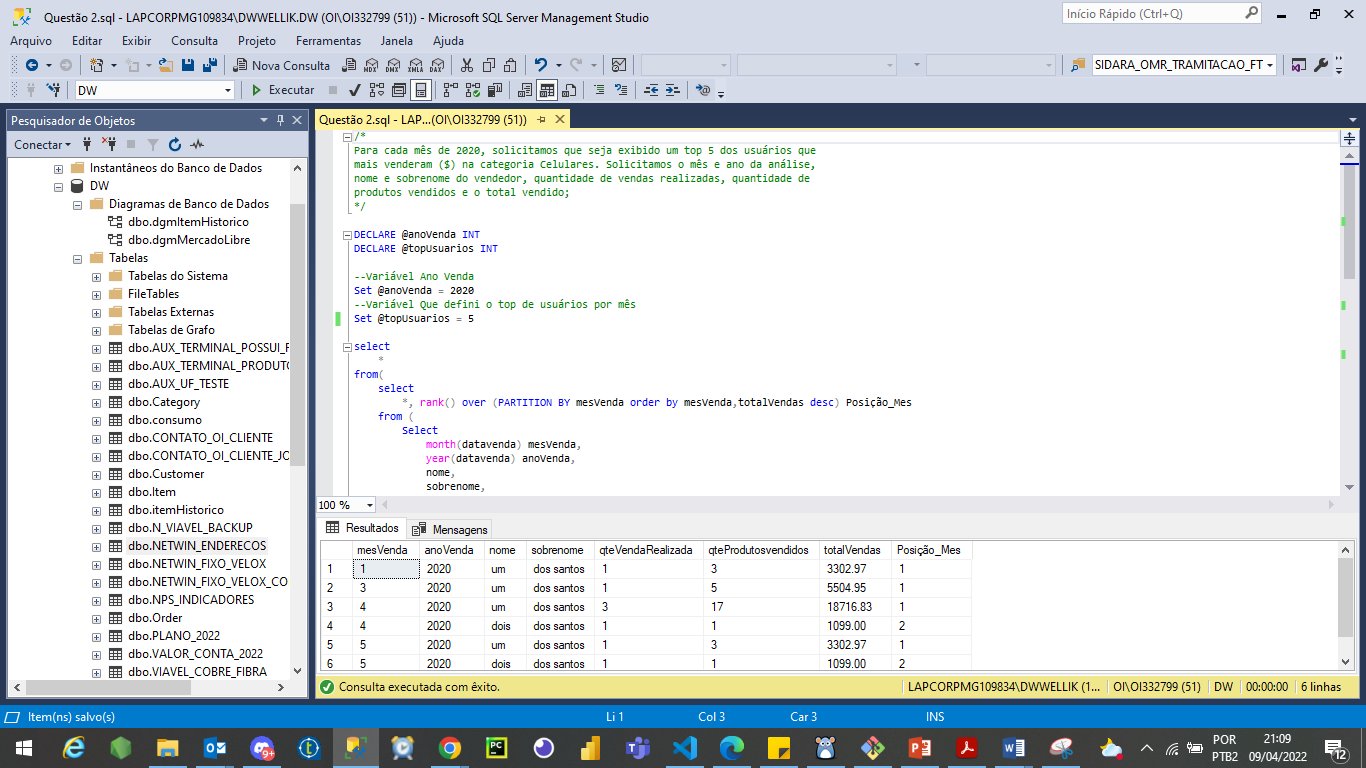 Questão 2.sql - LAPCORPMG109834\DWWELLIK.DW (OI\OI332799 (51)) - Microsoft SQL Server Management Studio
Início Rápido (Ctrl+Q)
Arquivo Editar Exibir Consulta Projeto Ferramentas Janela Ajuda
Nova Consulta
MDX DMX XMLA DAX
SIDARA_OMR_TRAMITACAO_FT
DW
Executar
Pesquisador de Objetos
Conectar
Instantâneos do Banco de Dados
DW
Diagramas de Banco de Dados
dbo.dgmItemHistorico
dbo.dgmMercadoLibre
Tabelas
Tabelas do Sistema
FileTables
Tabelas Externas
Tabelas de Grafo
dbo.AUX_TERMINAL_POSSUI_F
dbo.AUX_TERMINAL_PRODUTO
dbo.AUX_UF_TESTE
dbo.Category
dbo.consumo
dbo.CONTATO_OI_CLIENTE
dbo.CONTATO_OI_CLIENTE_JO
dbo.Customer
dbo.Item
dbo.itemHistorico
dbo.N_VIAVEL_BACKUP
dbo.NETWIN_ENDERECOS
dbo.NETWIN_FIXO_VELOX
dbo.NETWIN_FIXO_VELOX_CO
dbo.NPS_INDICADORES
dbo.Order
dbo.PLANO_2022
dbo.VALOR_CONTA_2022
dbo.VIAVEL_COBRE_FIBRA
Questão 2.sql - LAP...(OI\OI332799 (51))
/*
Para cada mês de 2020, solicitamos que seja exibido um top 5 dos usuários que
mais venderam ($) na categoria Celulares. Solicitamos o mês e ano da análise,
nome e sobrenome do vendedor, quantidade de vendas realizadas, quantidade de
produtos vendidos e o total vendido;
*/
DECLARE @anoVenda INT
DECLARE @topUsuarios INT
--Variável Ano Venda
Set @anoVenda = 2020
--Variável Que defini o top de usuários por mês
Set @topUsuarios = 5
select
*
from(
select
*, rank() over (PARTITION BY mesVenda order by mesVenda,totalVendas desc) Posição_Mes
from (
Select
month(datavenda) mesVenda,
year(datavenda) anoVenda,
nome,
sobrenome,
100 %
Resultados Mensagens
mesVenda anoVenda nome sobrenome qteVendaRealizada qteProdutosvendidos totalVendas Posição_Mes
1 1 2020 um dos santos 1 3 3302.97 1
2 3 2020 um dos santos 1 5 5504.95 1
3 4 2020 um dos santos 3 17 18716.83 1
4 4 2020 dois dos santos 1 1 1099.00 2
5 5 2020 um dos santos 1 3 3302.97 1
6 5 2020 dois dos santos 1 1 1099.00 2
Consulta executada com êxito.
LAPCORPMG109834\DWWELLIK (1... OI\OI332799 (51) DW 00:00:00 6 linhas
Item(ns) salvo(s) Li 1 Col 3 Car 3 INS
9+
PC
POR
PTB2
21:09
09/04/2022
12